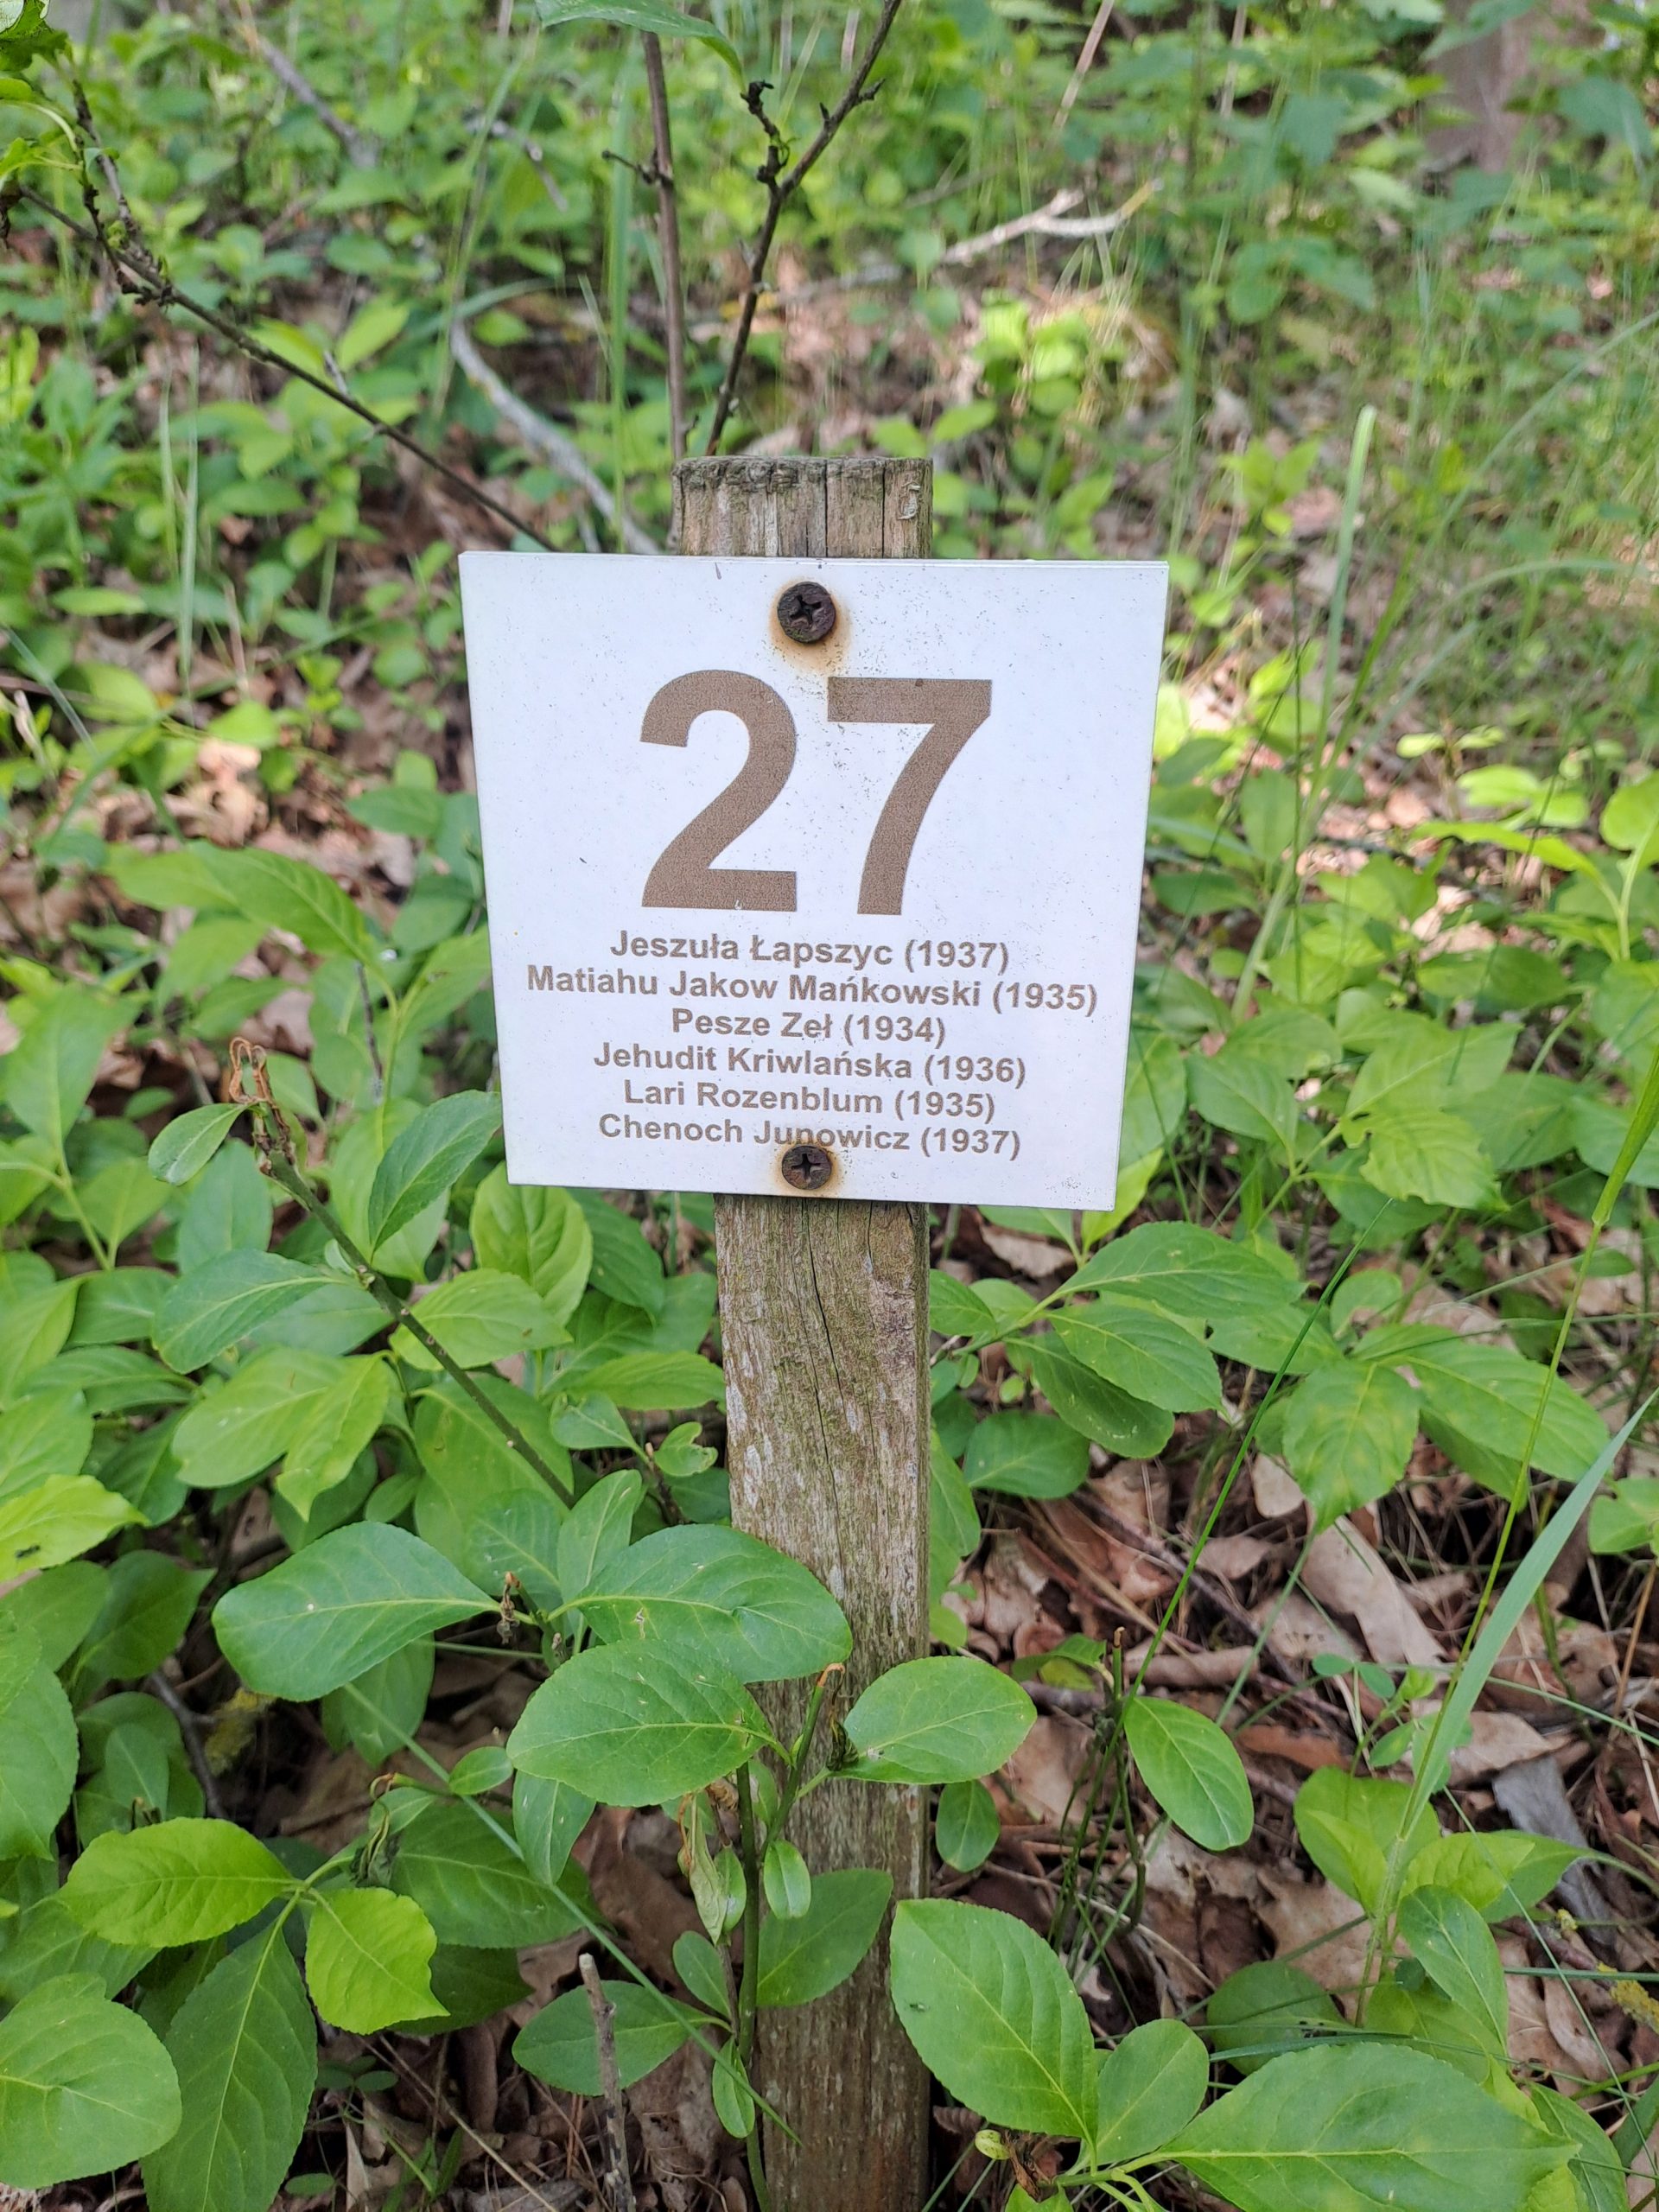 27
Jeszuła Łapszyc (1937)
Matiahu Jakow Mańkowski (1935)
Pesze Zeł (1934)
Jehudit Kriwlańska (1936)
Lari Rozenblum (1935)
Chenoch Junowicz (1937)